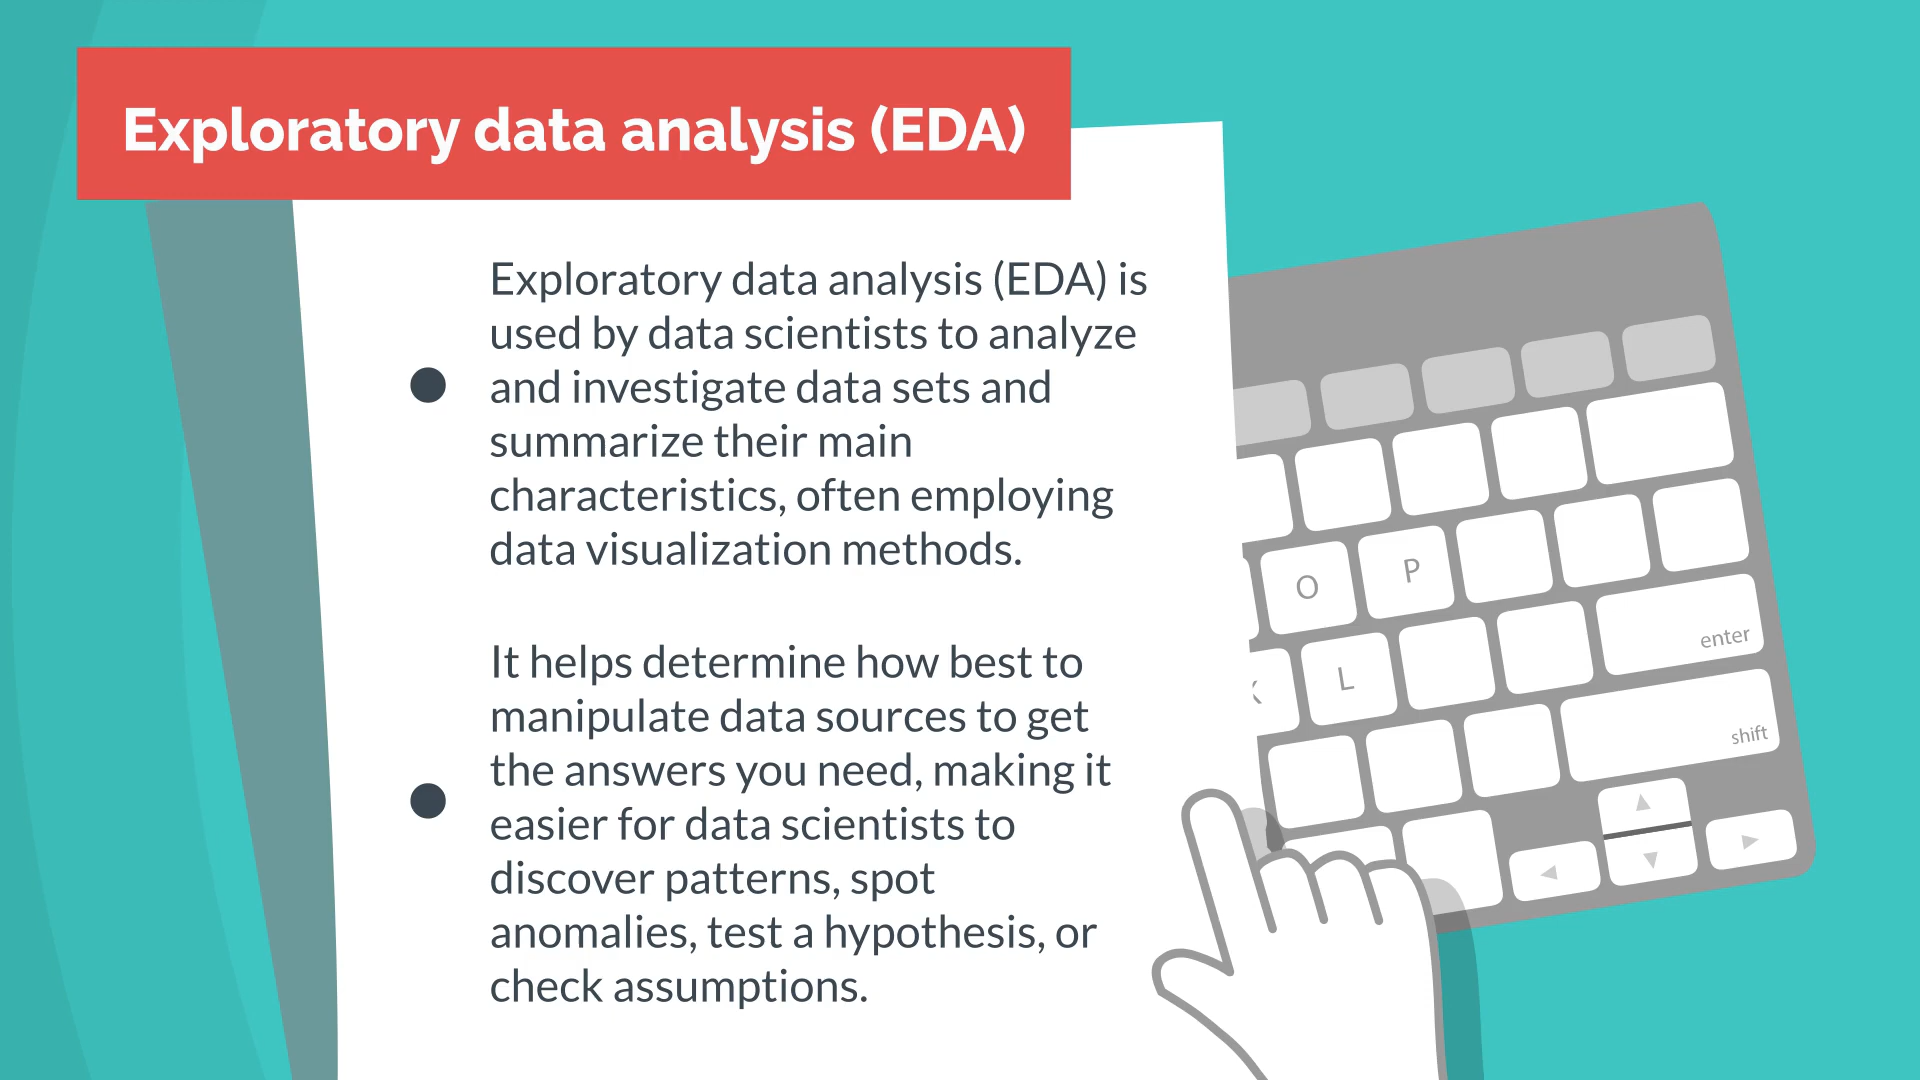 Exploratory data analysis (EDA)
Exploratory data analysis (EDA) is
used by data scientists to analyze
and investigate data sets and
summarize their main
characteristics, often employing
data visualization methods.
It helps determine how best to
manipulate data sources to get
the answers you need, making it
easier for data scientists to
discover patterns, spot
anomalies, test a hypothesis, or
check assumptions.
O P
enter
K L
shift